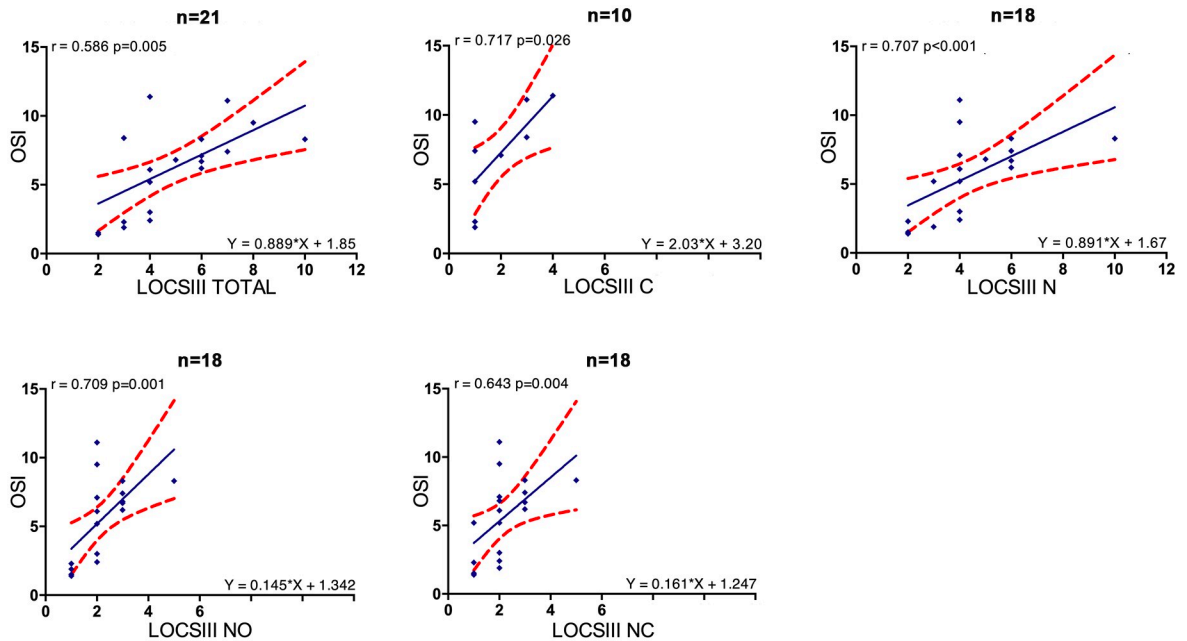 n=21
r = 0.586 p=0.005
15
10
5
0
OSI
Y = 0.889*X + 1.85
0 2 4 6 8 10 12
LOCSIII TOTAL
n=10
r = 0.717 p=0.026
15
10
5
0
OSI
Y = 2.03*X + 3.20
0 2 4 6
LOCSIII C
n=18
r = 0.707 p<0.001
15
10
5
0
OSI
Y = 0.891*X + 1.67
0 2 4 6 8 10 12
LOCSIII N
n=18
r = 0.709 p=0.001
15
10
5
0
OSI
Y = 0.145*X + 1.342
0 2 4 6
LOCSIII NO
n=18
r = 0.643 p=0.004
15
10
5
0
OSI
Y = 0.161*X + 1.247
0 2 4 6
LOCSIII NC